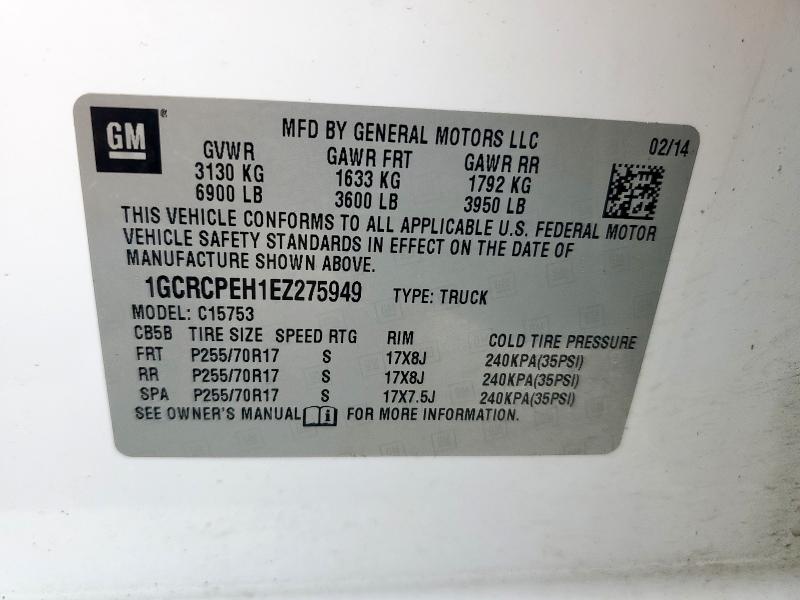 GM®
MFD BY GENERAL MOTORS LLC
02/14
GVWR GAWR FRT GAWR RR
3130 KG 1633 KG 1792 KG
6900 LB 3600 LB 3950 LB
THIS VEHICLE CONFORMS TO ALL APPLICABLE U.S. FEDERAL MOTOR
VEHICLE SAFETY STANDARDS IN EFFECT ON THE DATE OF
MANUFACTURE SHOWN ABOVE.
1GCRCPEH1EZ275949 TYPE: TRUCK
MODEL: C15753
CB5B TIRE SIZE SPEED RTG RIM COLD TIRE PRESSURE
FRT P255/70R17 S 17X8J 240KPA(35PSI)
RR P255/70R17 S 17X8J 240KPA(35PSI)
SPA P255/70R17 S 17X7.5J 240KPA(35PSI)
SEE OWNER'S MANUAL i FOR MORE INFORMATION.